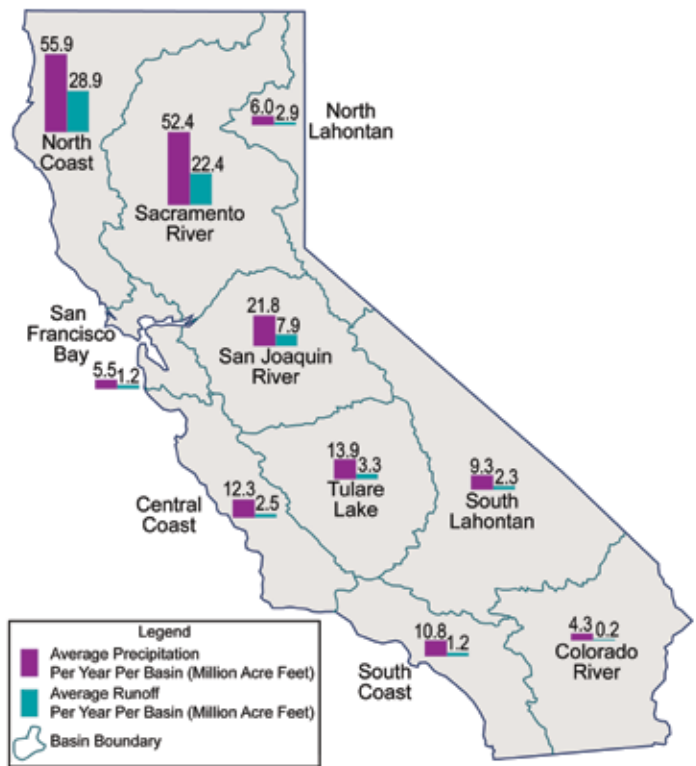 55.9
28.9
North
Coast
52.4
22.4
Sacramento
River
6.0
2.9
North
Lahontan
San
Francisco
Bay
5.5
1.2
21.8
7.9
San Joaquin
River
13.9
3.3
Tulare
Lake
9.3
2.3
South
Lahontan
12.3
2.5
Central
Coast
10.8
1.2
South
Coast
4.3
0.2
Colorado
River
Legend
Average Precipitation
Per Year Per Basin (Million Acre Feet)
Average Runoff
Per Year Per Basin (Million Acre Feet)
Basin Boundary